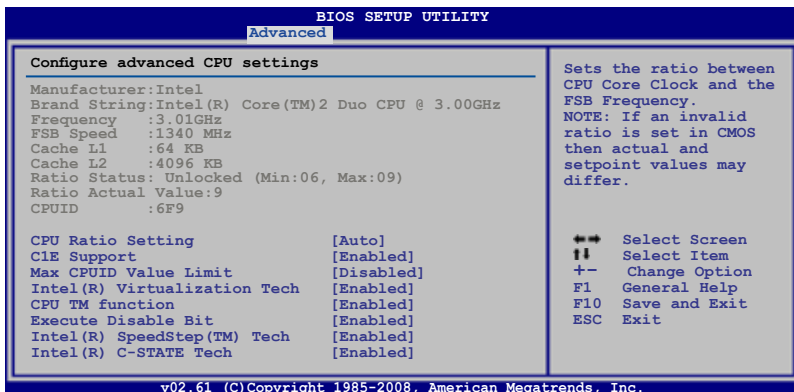 BIOS SETUP UTILITY
Advanced
Configure advanced CPU settings
Manufacturer:Intel
Brand String:Intel(R) Core(TM)2 Duo CPU @ 3.00GHz
Frequency :3.01GHz
FSB Speed :1340 MHz
Cache L1 :64 KB
Cache L2 :4096 KB
Ratio Status: Unlocked (Min:06, Max:09)
Ratio Actual Value:9
CPUID :6F9
CPU Ratio Setting [Auto]
C1E Support [Enabled]
Max CPUID Value Limit [Disabled]
Intel(R) Virtualization Tech [Enabled]
CPU TM function [Enabled]
Execute Disable Bit [Enabled]
Intel(R) SpeedStep(TM) Tech [Enabled]
Intel(R) C-STATE Tech [Enabled]
Sets the ratio between
CPU Core Clock and the
FSB Frequency.
NOTE: If an invalid
ratio is set in CMOS
then actual and
setpoint values may
differ.
←→ Select Screen
↑↓ Select Item
+- Change Option
F1 General Help
F10 Save and Exit
ESC Exit
v02.61 (C)Copyright 1985-2008, American Megatrends, Inc.